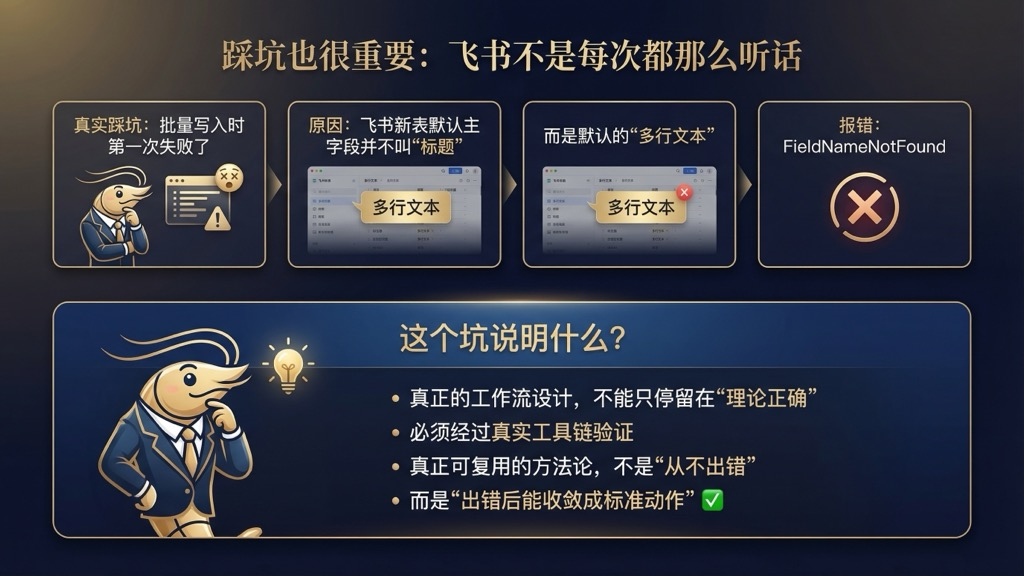 踩坑也很重要：飞书不是每次都那么听话
真实踩坑：批量写入时
第一次失败了
原因：飞书新表默认主
字段并不叫“标题”
多行文本
而是默认的“多行文本”
多行文本
报错：
FieldNameNotFound
这个坑说明什么？
真正的工作流设计，不能只停留在“理论正确”
必须经过真实工具链验证
真正可复用的方法论，不是“从不出错”
而是“出错后能收敛成标准动作” ✅